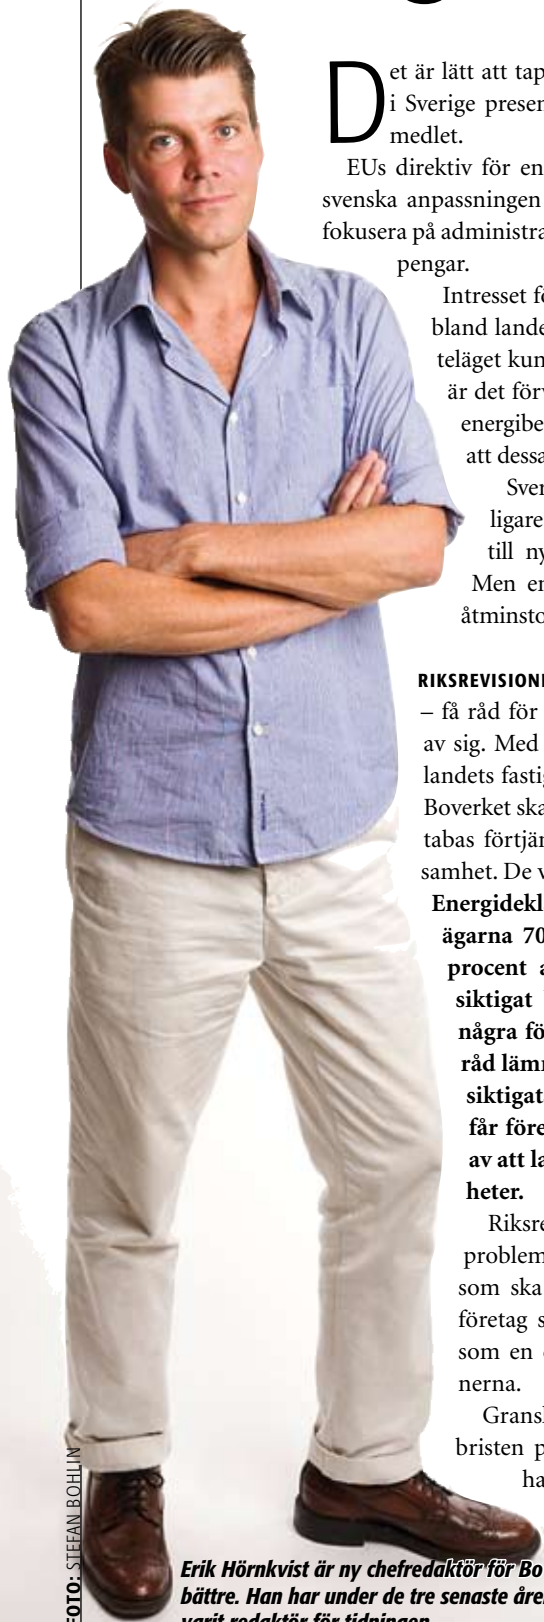 Det är lätt att tap
i Sverige presen
medlet.
EUs direktiv för en
svenska anpassningen
fokusera på administra
pengar.
Intresset fö
bland lande
teläget kun
är det förv
energibe
att dessa
Sver
ligare
till ny
Men en
åtminsto
RIKSREVISION
– få råd för
av sig. Med
landets fastig
Boverket ska
tabas förtjän
samhet. De v
Energidekl
ägarna 70
procent a
siktigat
några fö
råd lämn
siktigat
får före
av att la
heter.
Riksre
problem
som ska
företag s
som en
nerna.
Gransk
bristen p
ha
FOTO: STEFAN BOHLIN
Erik Hörnkvist är ny chefredaktör för Bo
bättre. Han har under de tre senaste åren
varit redaktör för tidningen